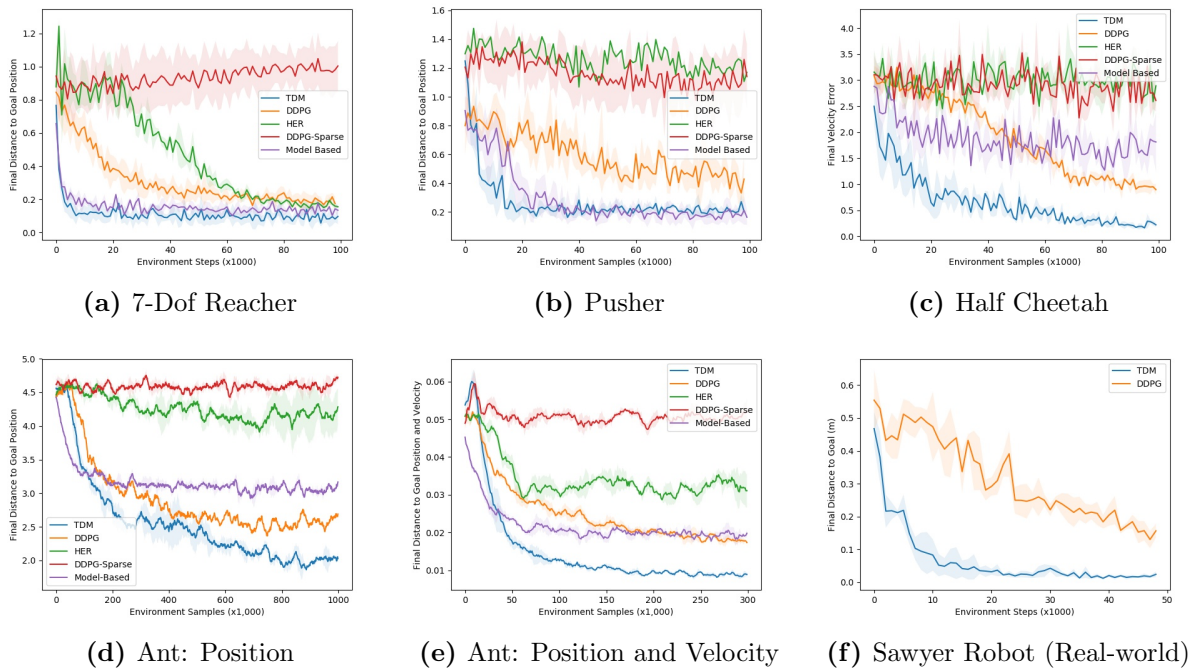 Final Distance to Goal Position
1.2
1.0
0.8
0.6
0.4
0.2
0.0
TDM
DDPG
HER
DDPG-Sparse
Model Based
0 20 40 60 80 100
Environment Steps (x1000)
(a) 7-Dof Reacher
Final Distance to Goal Position
1.6
1.4
1.2
1.0
0.8
0.6
0.4
0.2
TDM
DDPG
HER
DDPG-Sparse
Model Based
0 20 40 60 80 100
Environment Samples (x1000)
(b) Pusher
Final Velocity Error
4.0
3.5
3.0
2.5
2.0
1.5
1.0
0.5
0.0
TDM
DDPG
HER
DDPG-Sparse
Model Based
0 20 40 60 80 100
Environment Samples (x1000)
(c) Half Cheetah
Final Distance to Goal Position
5.0
4.5
4.0
3.5
3.0
2.5
2.0
TDM
DDPG
HER
DDPG-Sparse
Model-Based
0 200 400 600 800 1000
Environment Samples (x1,000)
(d) Ant: Position
Final Distance to Goal Position and Velocity
0.06
0.05
0.04
0.03
0.02
0.01
TDM
DDPG
HER
DDPG-Sparse
Model-Based
0 50 100 150 200 250 300
Environment Samples (x1,000)
(e) Ant: Position and Velocity
Final Distance to Goal (m)
0.6
0.5
0.4
0.3
0.2
0.1
0.0
TDM
DDPG
0 10 20 30 40 50
Environment Steps (x1000)
(f) Sawyer Robot (Real-world)